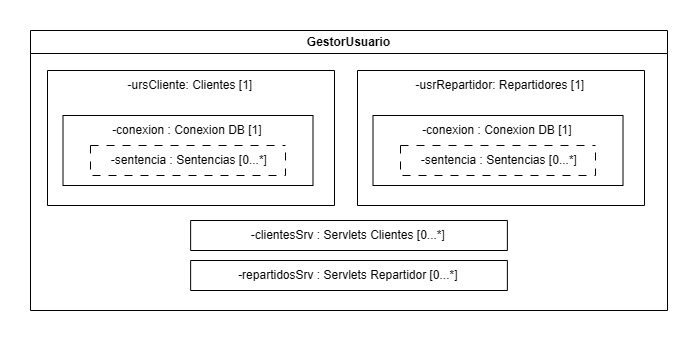 GestorUsuario
-ursCliente: Clientes [1]
-conexion : Conexion DB [1]
-sentencia : Sentencias [0...*]
-usrRepartidor: Repartidores [1]
-conexion : Conexion DB [1]
-sentencia : Sentencias [0...*]
-clientesSrv : Servlets Clientes [0...*]
-repartidosSrv : Servlets Repartidor [0...*]